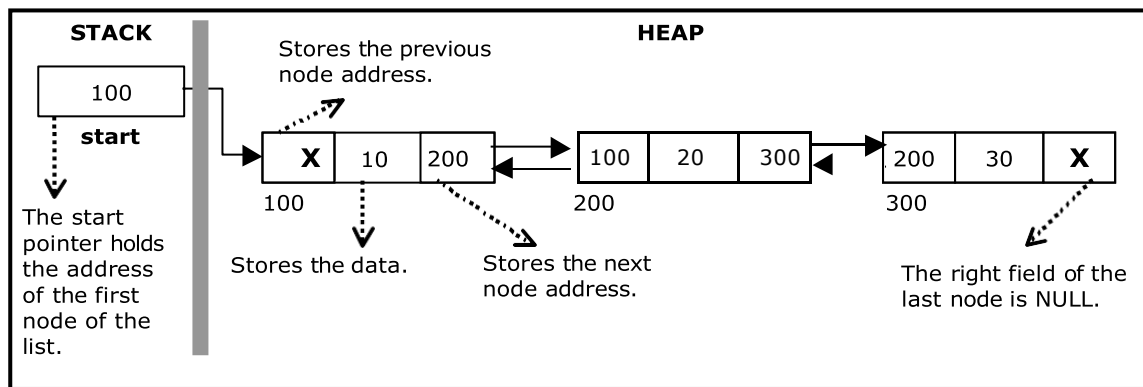 STACK
HEAP
Stores the previous
node address.
100
start
X 10 200
100 20 300
200 30 X
100
200
300
The start
pointer holds
the address
of the first
node of the
list.
Stores the data.
Stores the next
node address.
The right field of the
last node is NULL.